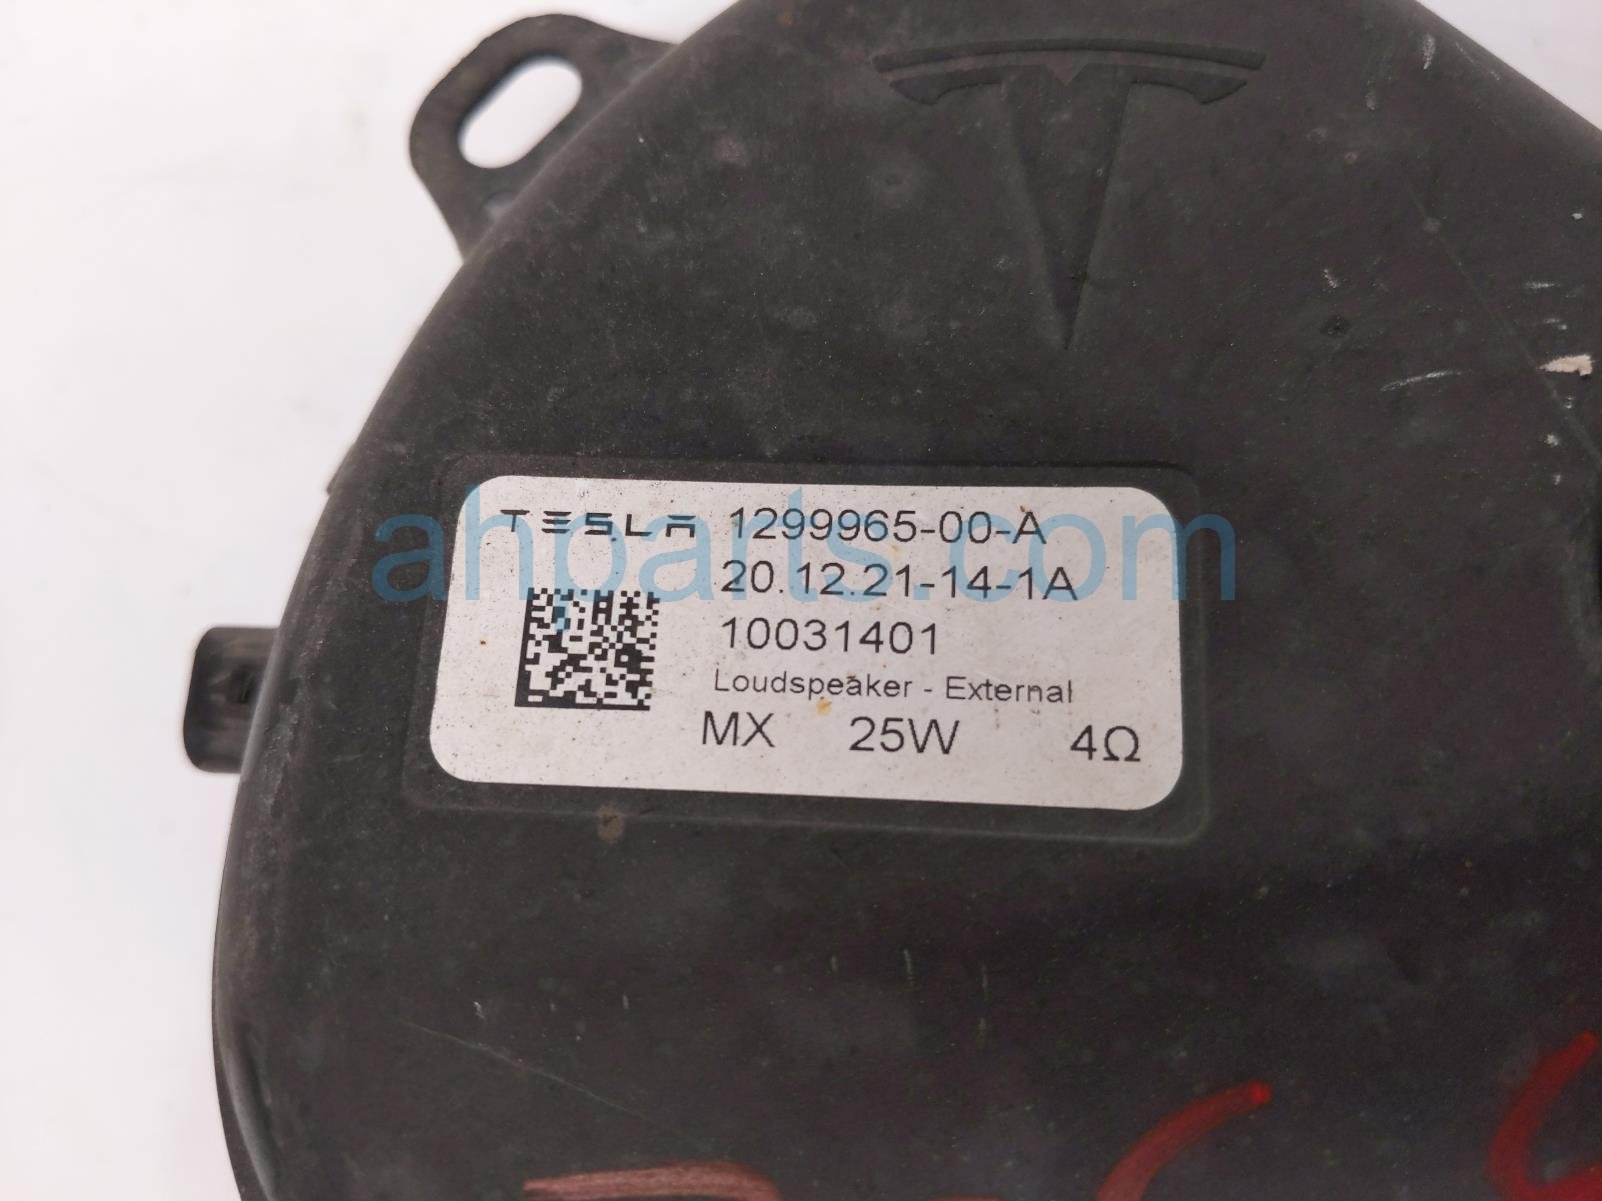 TESLA 1299965-00-A
20.12.21-14-1A
10031401
Loudspeaker - External
MX 25W 4Ω
ahparts.com